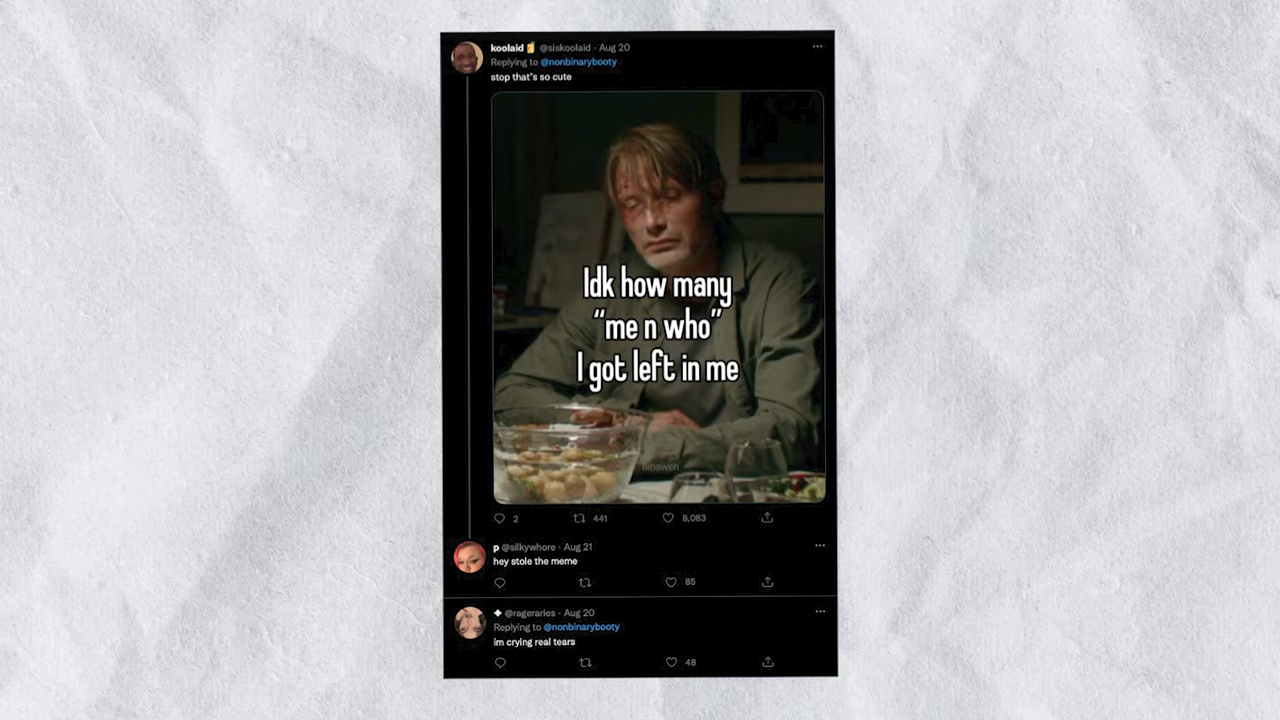 koolaid @siskoolaid · Aug 20
Replying to @nonbinarybooty
stop that's so cute
Idk how many
“me n who”
I got left in me
Bibawen
2 441 8,083
p @silkywhore · Aug 21
hey stole the meme
85
@rageraries · Aug 20
Replying to @nonbinarybooty
im crying real tears
48